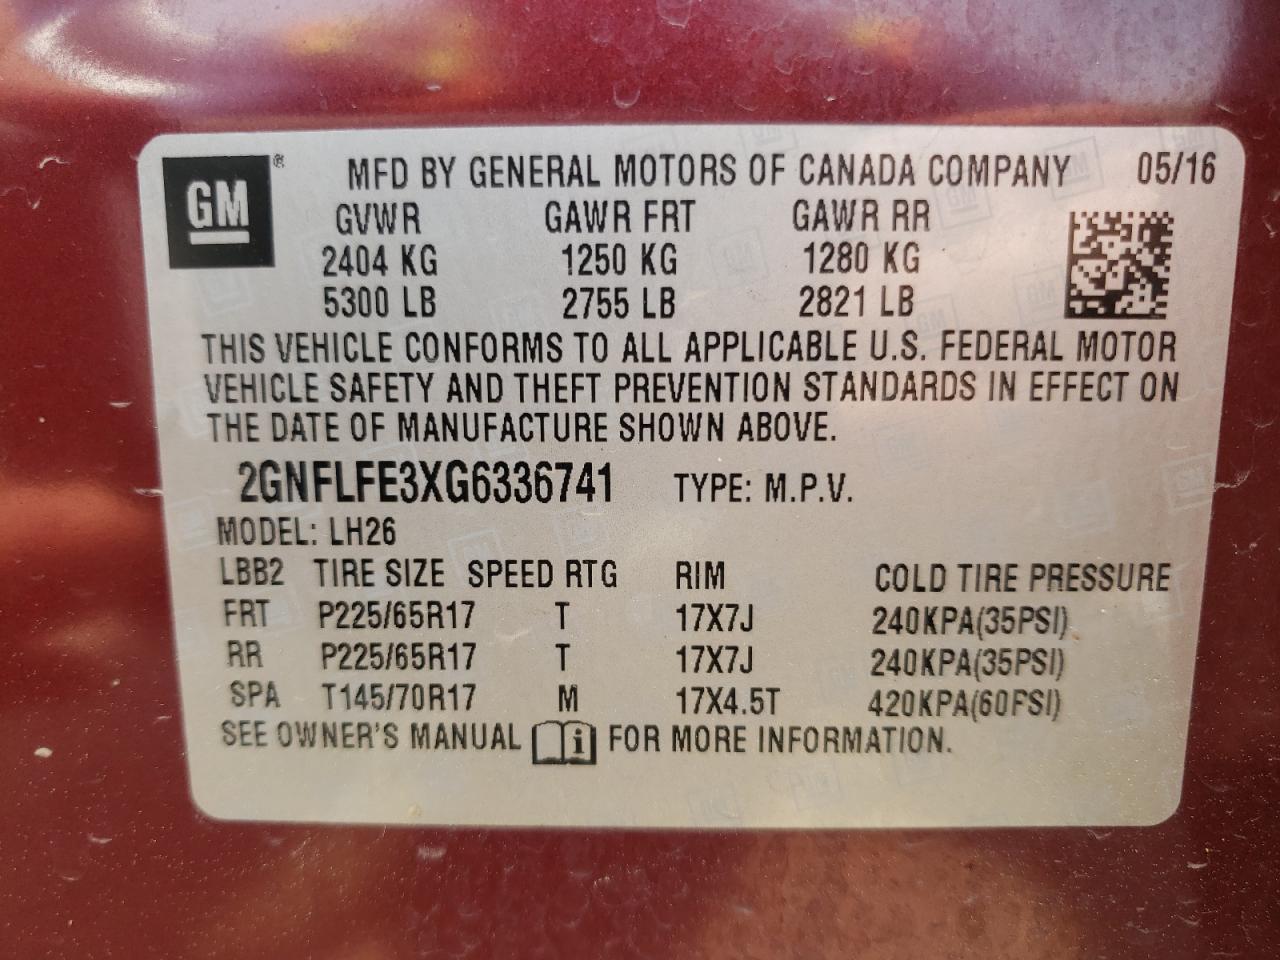 GM ® MFD BY GENERAL MOTORS OF CANADA COMPANY 05/16
GVWR GAWR FRT GAWR RR
2404 KG 1250 KG 1280 KG
5300 LB 2755 LB 2821 LB
THIS VEHICLE CONFORMS TO ALL APPLICABLE U.S. FEDERAL MOTOR
VEHICLE SAFETY AND THEFT PREVENTION STANDARDS IN EFFECT ON
THE DATE OF MANUFACTURE SHOWN ABOVE.
2GNFLFE3XG6336741 TYPE: M.P.V.
MODEL: LH26
LBB2 TIRE SIZE SPEED RTG RIM COLD TIRE PRESSURE
FRT P225/65R17 T 17X7J 240KPA(35PSI)
RR P225/65R17 T 17X7J 240KPA(35PSI)
SPA T145/70R17 M 17X4.5T 420KPA(60PSI)
SEE OWNER'S MANUAL i FOR MORE INFORMATION.